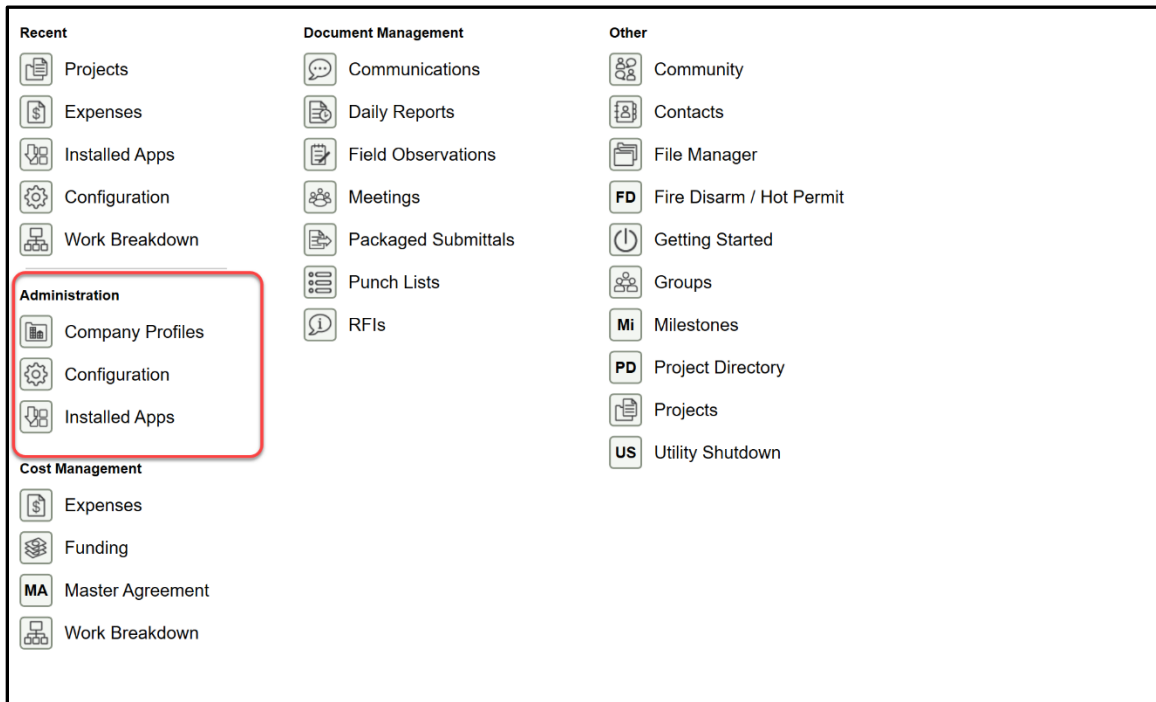 Recent
Projects
Expenses
Installed Apps
Configuration
Work Breakdown
Administration
Company Profiles
Configuration
Installed Apps
Cost Management
Expenses
Funding
MA Master Agreement
Work Breakdown
Document Management
Communications
Daily Reports
Field Observations
Meetings
Packaged Submittals
Punch Lists
RFIs
Other
Community
Contacts
File Manager
FD Fire Disarm / Hot Permit
Getting Started
Groups
Mi Milestones
PD Project Directory
Projects
US Utility Shutdown